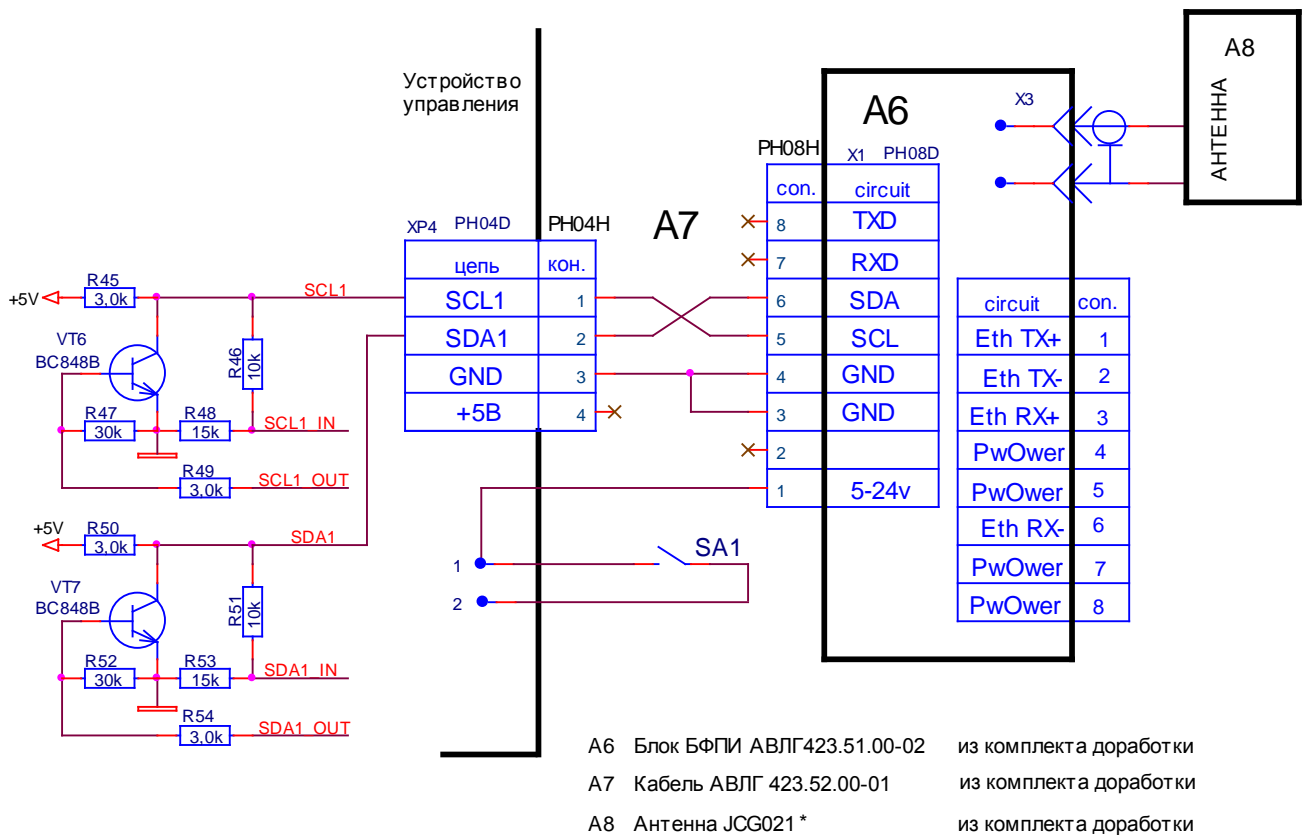 Устройство
управления
A6
A8
АНТЕННА
X3
PH08H
X1 PH08D
con. circuit
8 TXD
7 RXD
6 SDA
5 SCL
4 GND
3 GND
2
1 5-24v
A7
XP4 PH04D PH04H
цепь кон.
SCL1 1
SDA1 2
GND 3
+5В 4
circuit con.
Eth TX+ 1
Eth TX- 2
Eth RX+ 3
PwOwer 4
PwOwer 5
Eth RX- 6
PwOwer 7
PwOwer 8
+5V
R45
3,0k
SCL1
VT6
BC848B
R46
10k
R47
30k
R48
15k
SCL1_IN
R49
3,0k
SCL1_OUT
+5V
R50
3,0k
SDA1
VT7
BC848B
R51
10k
R52
30k
R53
15k
SDA1_IN
R54
3,0k
SDA1_OUT
1
2
SA1
A6 Блок БФПИ АВЛГ423.51.00-02 из комплекта доработки
A7 Кабель АВЛГ 423.52.00-01 из комплекта доработки
A8 Антенна JCG021 * из комплекта доработки